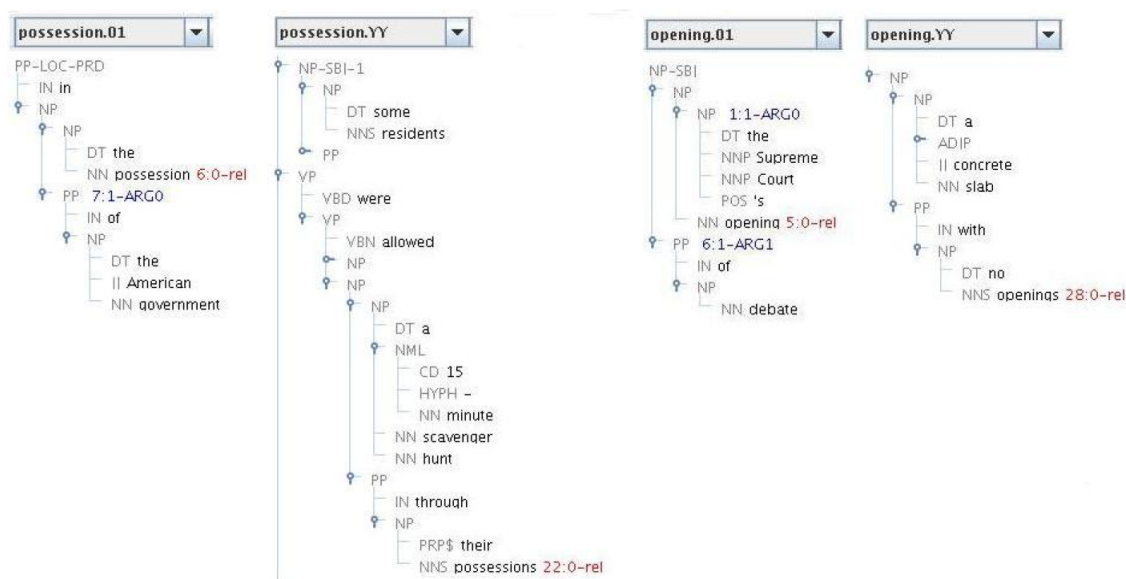 possession.01
PP-LOC-PRD
IN in
NP
NP
DT the
NN possession 6:0-rel
PP 7:1-ARG0
IN of
NP
DT the
JJ American
NN government
possession.YY
NP-SBJ-1
NP
DT some
NNS residents
PP
VP
VBD were
VP
VBN allowed
NP
NP
NP
DT a
NML
CD 15
HYPH -
NN minute
NN scavenger
NN hunt
PP
IN through
NP
PRP$ their
NNS possessions 22:0-rel
opening.01
NP-SBJ
NP
NP 1:1-ARG0
DT the
NNP Supreme
NNP Court
POS 's
NN opening 5:0-rel
PP 6:1-ARG1
IN of
NP
NN debate
opening.YY
NP
NP
DT a
ADJP
JJ concrete
NN slab
PP
IN with
NP
DT no
NNS openings 28:0-rel